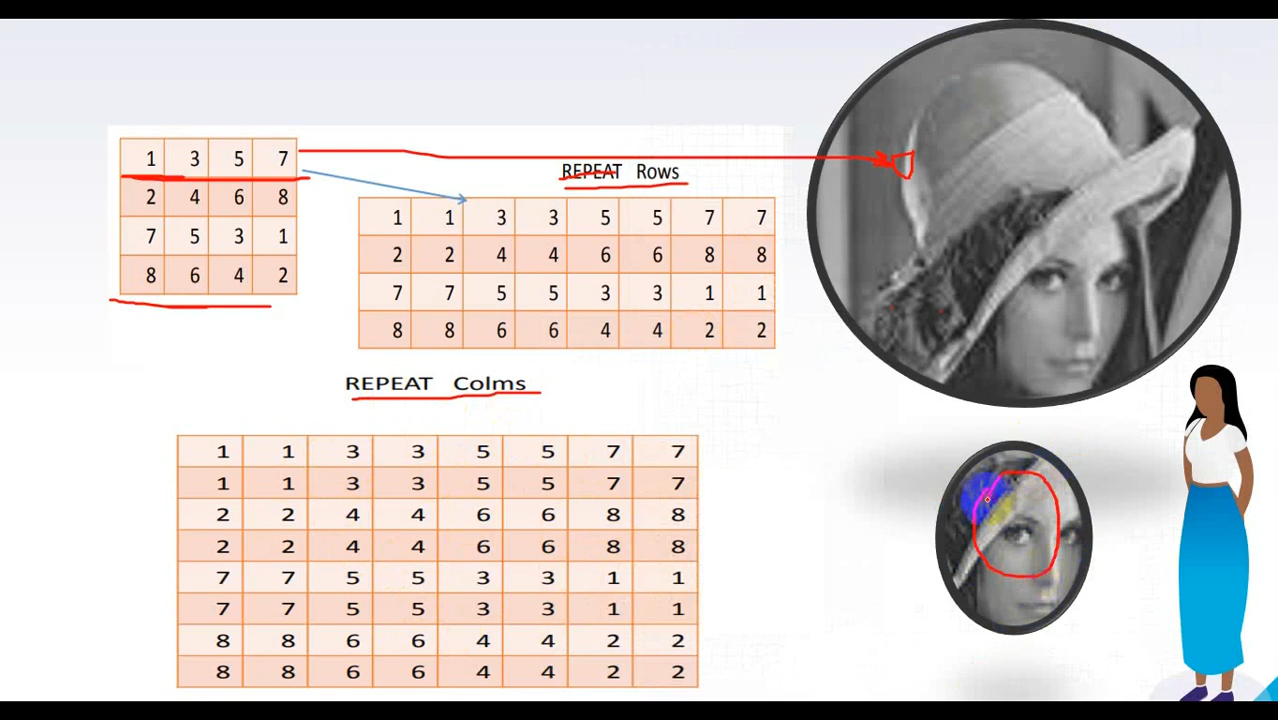 1 3 5 7
2 4 6 8
7 5 3 1
8 6 4 2
REPEAT Rows
1 1 3 3 5 5 7 7
2 2 4 4 6 6 8 8
7 7 5 5 3 3 1 1
8 8 6 6 4 4 2 2
REPEAT Colms
1 1 3 3 5 5 7 7
1 1 3 3 5 5 7 7
2 2 4 4 6 6 8 8
2 2 4 4 6 6 8 8
7 7 5 5 3 3 1 1
7 7 5 5 3 3 1 1
8 8 6 6 4 4 2 2
8 8 6 6 4 4 2 2